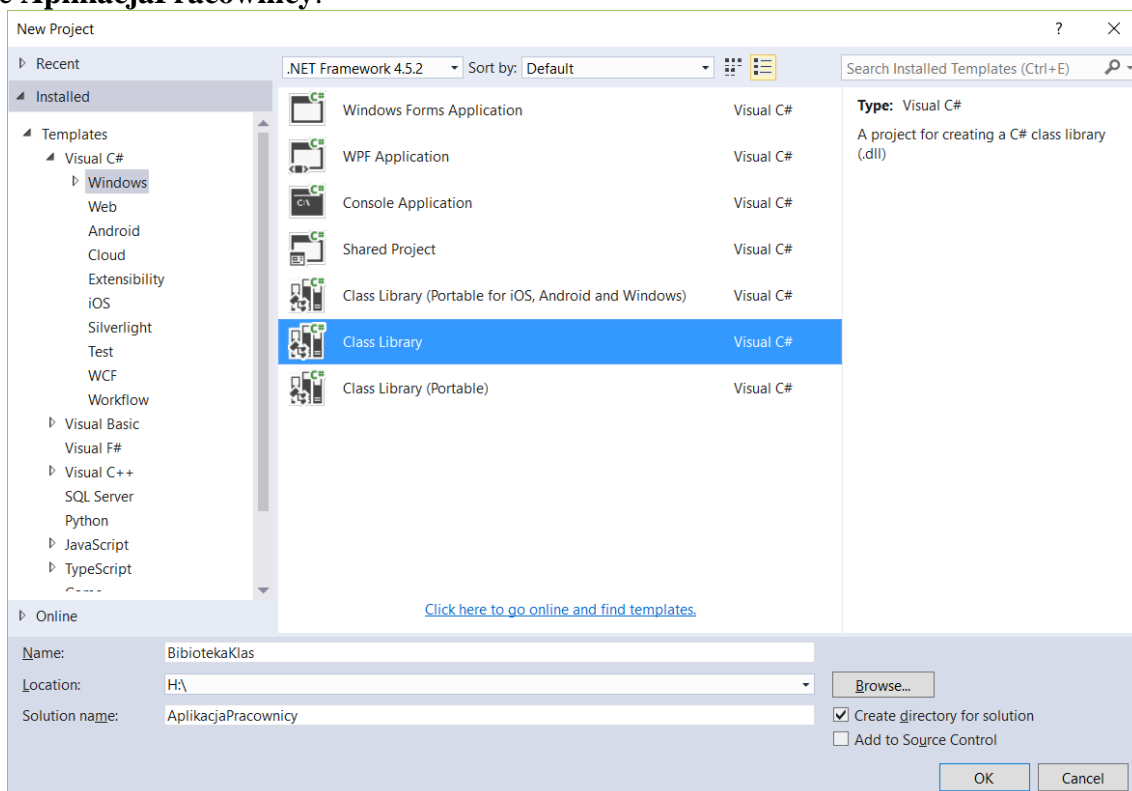 AplikacjaPracownicy.
New Project
?
Recent
.NET Framework 4.5.2
Sort by:
Default
Search Installed Templates (Ctrl+E)
Installed
Templates
Visual C#
Windows
Web
Android
Cloud
Extensibility
iOS
Silverlight
Test
WCF
Workflow
Visual Basic
Visual F#
Visual C++
SQL Server
Python
JavaScript
TypeScript
Online
Windows Forms Application Visual C#
WPF Application Visual C#
Console Application Visual C#
Shared Project Visual C#
Class Library (Portable for iOS, Android and Windows) Visual C#
Class Library Visual C#
Class Library (Portable) Visual C#
Click here to go online and find templates.
Type: Visual C#
A project for creating a C# class library
(.dll)
Name: BibiotekaKlas
Location: H:\
Browse...
Solution name: AplikacjaPracownicy
Create directory for solution
Add to Source Control
OK Cancel